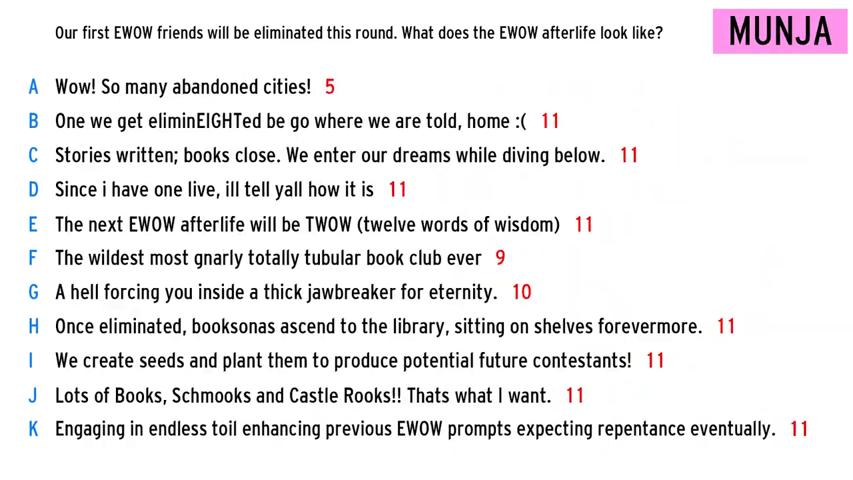 Our first EWOW friends will be eliminated this round. What does the EWOW afterlife look like?
MUNJA
A Wow! So many abandoned cities! 5
B One we get eliminEIGHTed be go where we are told, home :( 11
C Stories written; books close. We enter our dreams while diving below. 11
D Since i have one live, ill tell yall how it is 11
E The next EWOW afterlife will be TWOW (twelve words of wisdom) 11
F The wildest most gnarly totally tubular book club ever 9
G A hell forcing you inside a thick jawbreaker for eternity. 10
H Once eliminated, booksonas ascend to the library, sitting on shelves forevermore. 11
I We create seeds and plant them to produce potential future contestants! 11
J Lots of Books, Schmooks and Castle Rooks!! Thats what I want. 11
K Engaging in endless toil enhancing previous EWOW prompts expecting repentance eventually. 11